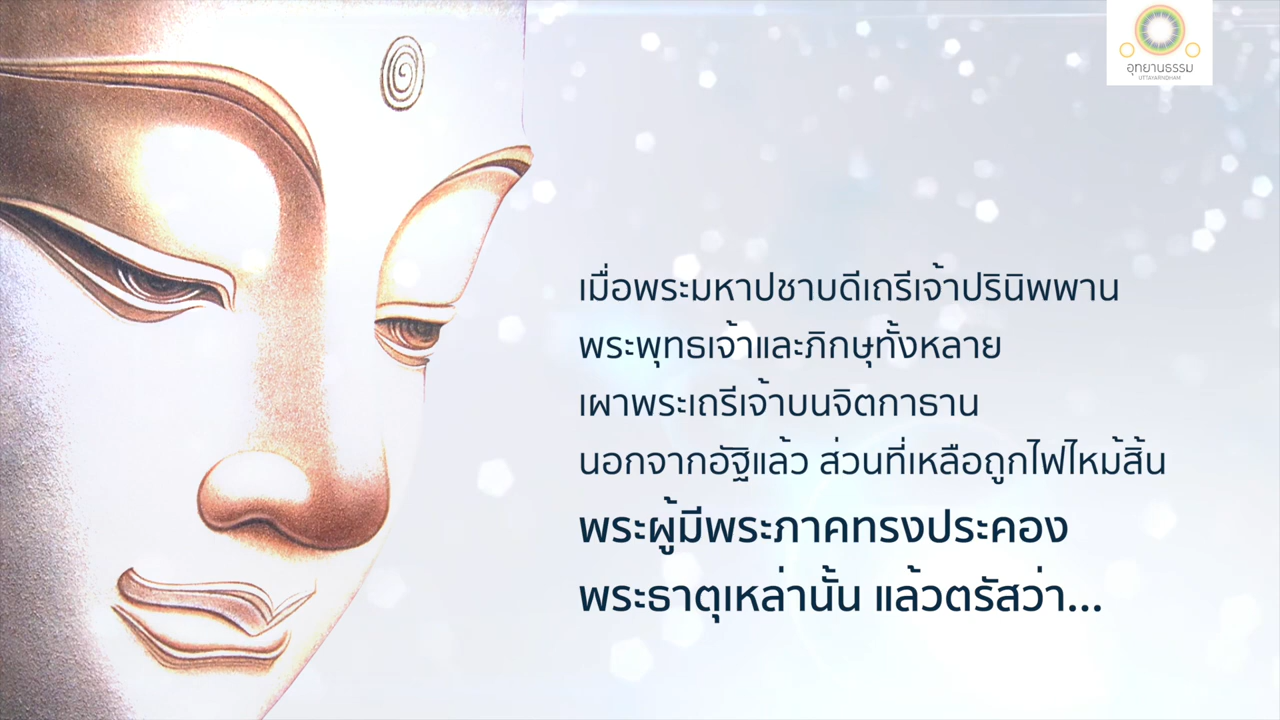 อุทยานธรรม
UTTAYARNDHAM
เมื่อพระมหาปชาบดีเถรีเจ้าปรินิพพาน
พระพุทธเจ้าและภิกษุทั้งหลาย
เผาพระเถรีเจ้าบนจิตกาธาน
นอกจากอัฐิแล้ว ส่วนที่เหลือถูกไฟไหม้สิ้น
พระผู้มีพระภาคทรงประคอง
พระธาตุเหล่านั้น แล้วตรัสว่า...